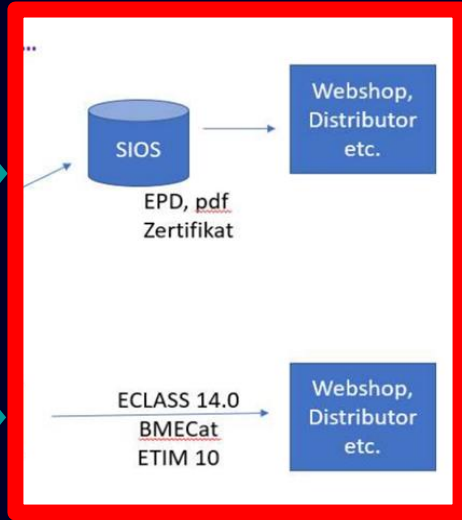 ...
SIOS
EPD, pdf
Zertifikat
Webshop,
Distributor
etc.
ECLASS 14.0
BMECat
ETIM 10
Webshop,
Distributor
etc.